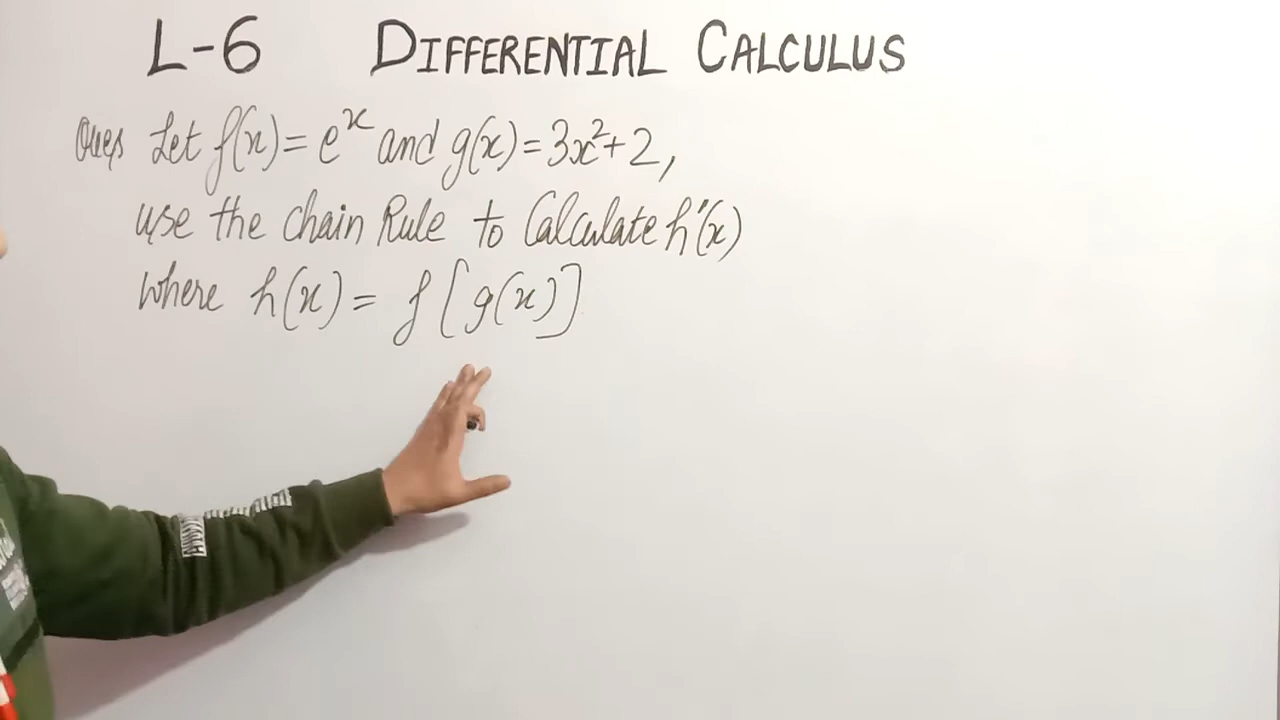 L-6 DIFFERENTIAL CALCULUS
Ques Let f(x) = e^x and g(x) = 3x²+2,
use the chain Rule to Calculate h'(x)
where h(x) = f[g(x)]